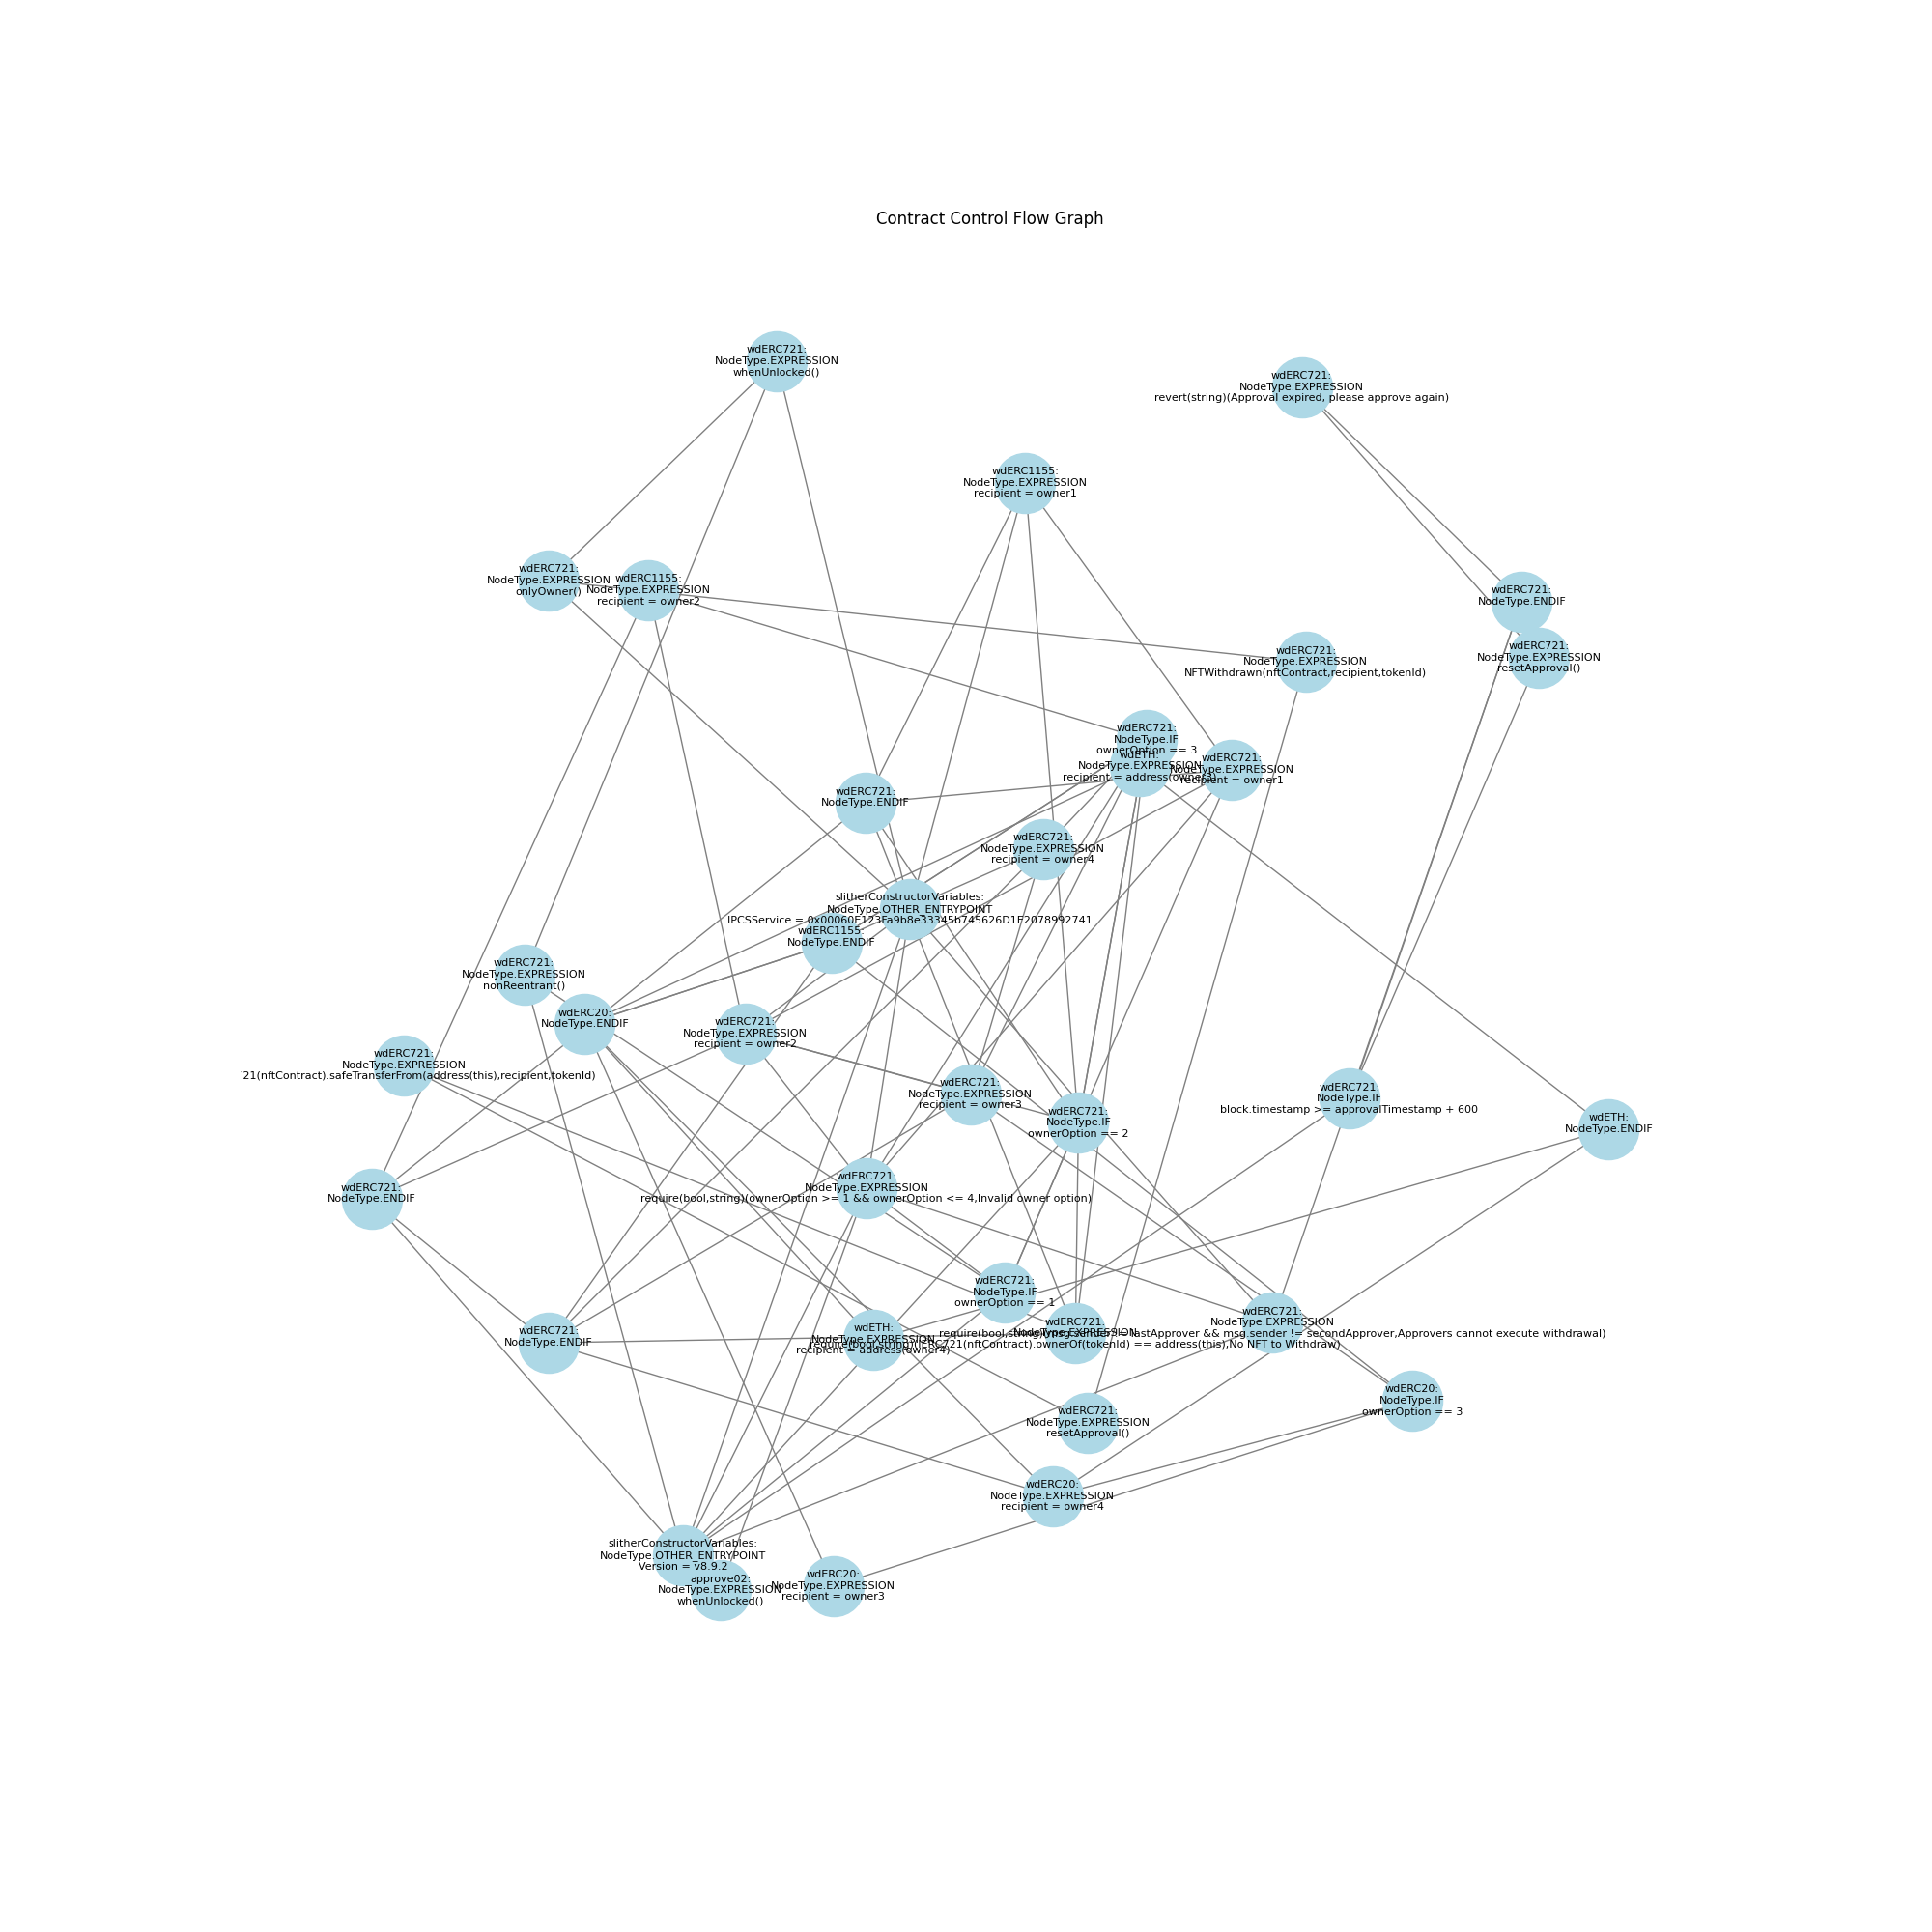 Contract Control Flow Graph
wdERC721:
NodeType.EXPRESSION
whenUnlocked()
wdERC721:
NodeType.EXPRESSION
revert(string)(Approval expired, please approve again)
wdERC1155:
NodeType.EXPRESSION
recipient = owner1
wdERC721:
NodeType.EXPRESSION
onlyOwner()
wdERC1155:
NodeType.EXPRESSION
recipient = owner2
wdERC721:
NodeType.ENDIF
wdERC721:
NodeType.EXPRESSION
resetApproval()
wdERC721:
NodeType.EXPRESSION
NFTWithdrawn(nftContract,recipient,tokenId)
wdERC721:
NodeType.IF
ownerOption == 3
wdETH:
NodeType.EXPRESSION
recipient = address(owner3)
wdERC721:
NodeType.EXPRESSION
recipient = owner1
wdERC721:
NodeType.ENDIF
wdERC721:
NodeType.EXPRESSION
recipient = owner4
slitherConstructorVariables:
NodeType.OTHER_ENTRYPOINT
IPCSService = 0x00060E123Fa9b8e33345b745626D1E2078992741
wdERC1155:
NodeType.ENDIF
wdERC721:
NodeType.EXPRESSION
nonReentrant()
wdERC20:
NodeType.ENDIF
wdERC721:
NodeType.EXPRESSION
recipient = owner2
wdERC721:
NodeType.EXPRESSION
21(nftContract).safeTransferFrom(address(this),recipient,tokenId)
wdERC721:
NodeType.EXPRESSION
recipient = owner3
wdERC721:
NodeType.IF
ownerOption == 2
wdERC721:
NodeType.IF
block.timestamp >= approvalTimestamp + 600
wdETH:
NodeType.ENDIF
wdERC721:
NodeType.ENDIF
wdERC721:
NodeType.EXPRESSION
require(bool,string)(ownerOption >= 1 && ownerOption <= 4,Invalid owner option)
wdERC721:
NodeType.IF
ownerOption == 1
wdERC721:
NodeType.ENDIF
wdETH:
NodeType.EXPRESSION
recipient = address(owner4)
wdERC721:
NodeType.EXPRESSION
require(bool,string)(IERC721(nftContract).ownerOf(tokenId) == address(this),No NFT to Withdraw)
wdERC721:
NodeType.EXPRESSION
lastApprover && msg.sender != secondApprover,Approvers cannot execute withdrawal)
wdERC20:
NodeType.IF
ownerOption == 3
wdERC721:
NodeType.EXPRESSION
resetApproval()
wdERC20:
NodeType.EXPRESSION
recipient = owner4
slitherConstructorVariables:
NodeType.OTHER_ENTRYPOINT
Version = v8.9.2
approve02:
NodeType.EXPRESSION
whenUnlocked()
wdERC20:
NodeType.EXPRESSION
recipient = owner3